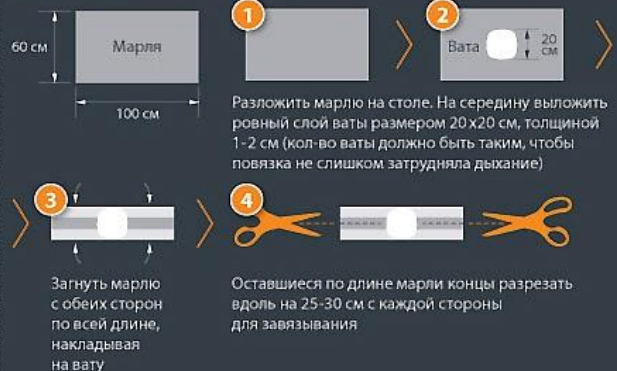 60 см
Марля
100 см
1
2
Вата
20
см
Разложить марлю на столе. На середину выложить
ровный слой ваты размером 20х20 см, толщиной
1-2 см (кол-во ваты должно быть таким, чтобы
повязка не слишком затрудняла дыхание)
3
4
Загнуть марлю
с обеих сторон
по всей длине,
накладывая
на вату
Оставшиеся по длине марли концы разрезать
вдоль на 25-30 см с каждой стороны
для завязывания